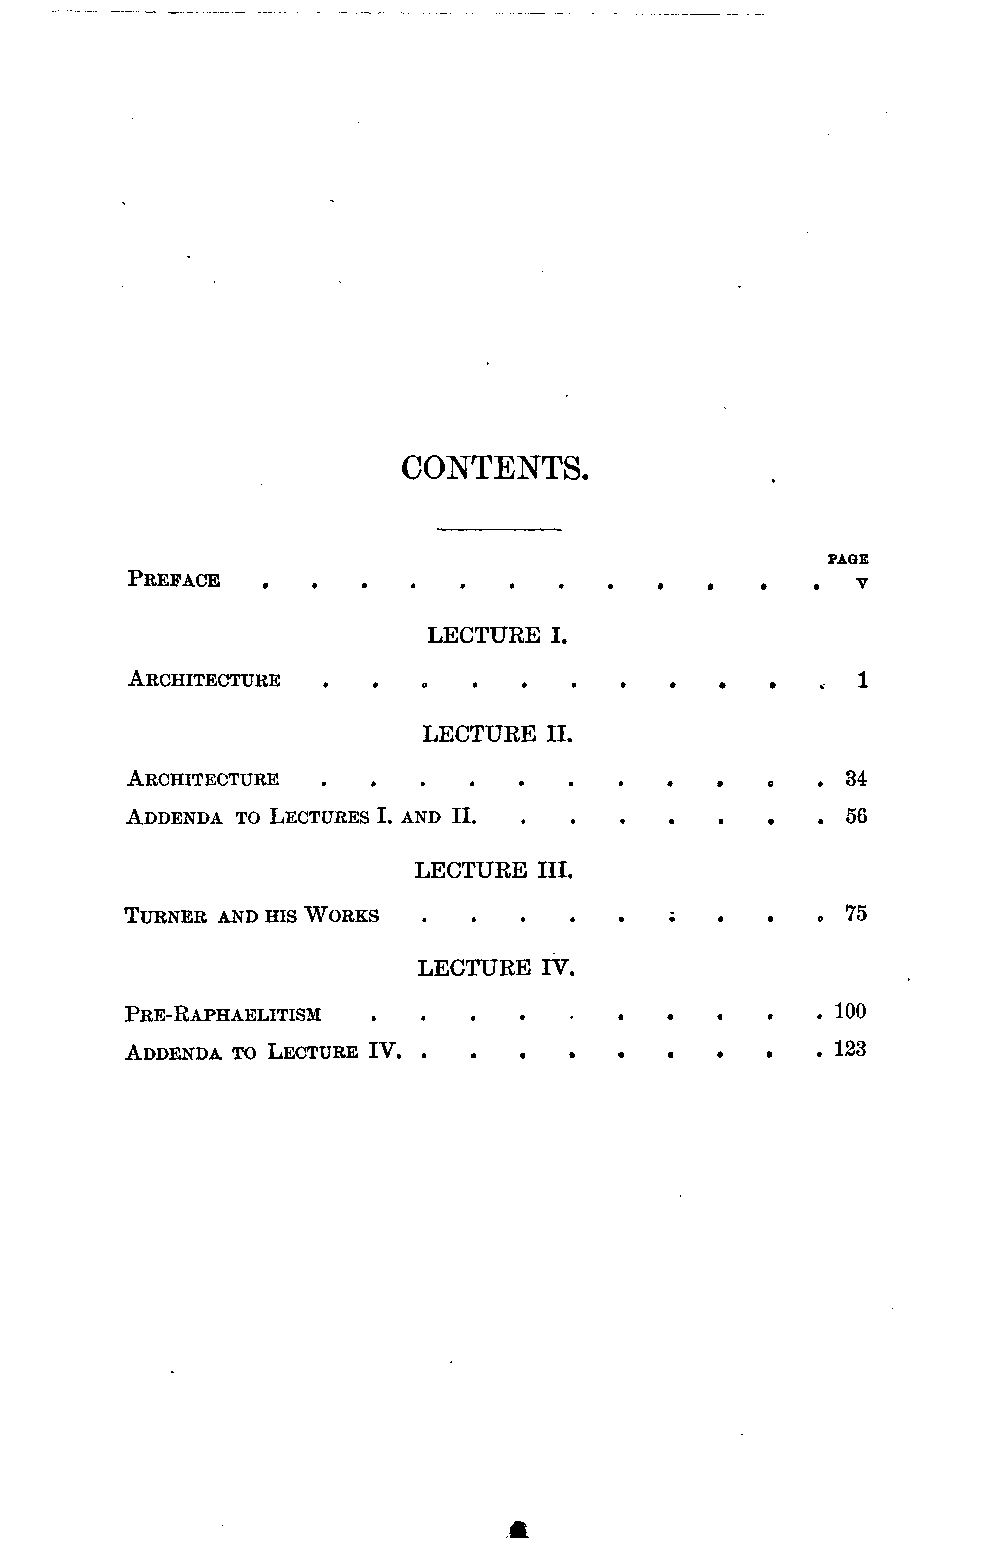 CONTENTS.
PAGE
PREFACE . . . . . . . . . . . . V
LECTURE I.
ARCHITECTURE . . . . . . . . . . . 1
LECTURE II.
ARCHITECTURE . . . . . . . . . . . 34
ADDENDA TO LECTURES I. AND II. . . . . . . . 56
LECTURE III.
TURNER AND HIS WORKS . . . . . . . . . 75
LECTURE IV.
PRE-RAPHAELITISM . . . . . . . . . . 100
ADDENDA TO LECTURE IV. . . . . . . . . . 123